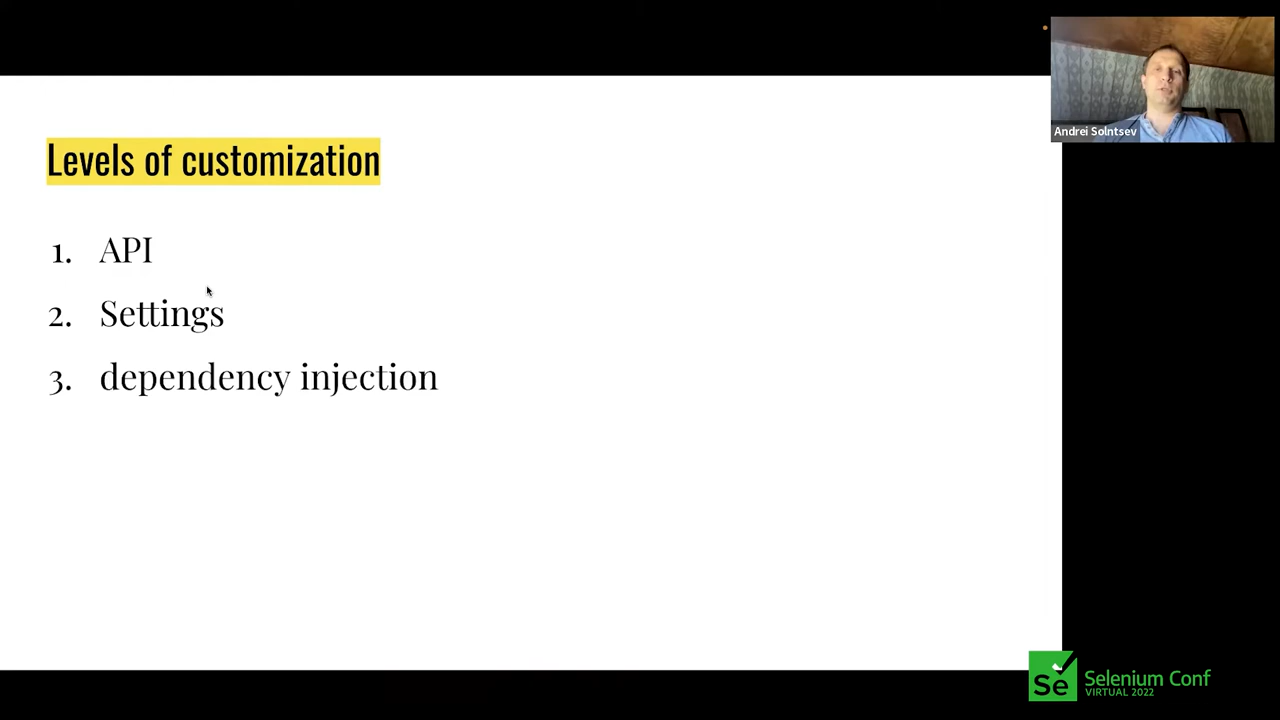 Andrei Solntsev
Levels of customization
1. API
2. Settings
3. dependency injection
Se
Selenium Conf
VIRTUAL 2022